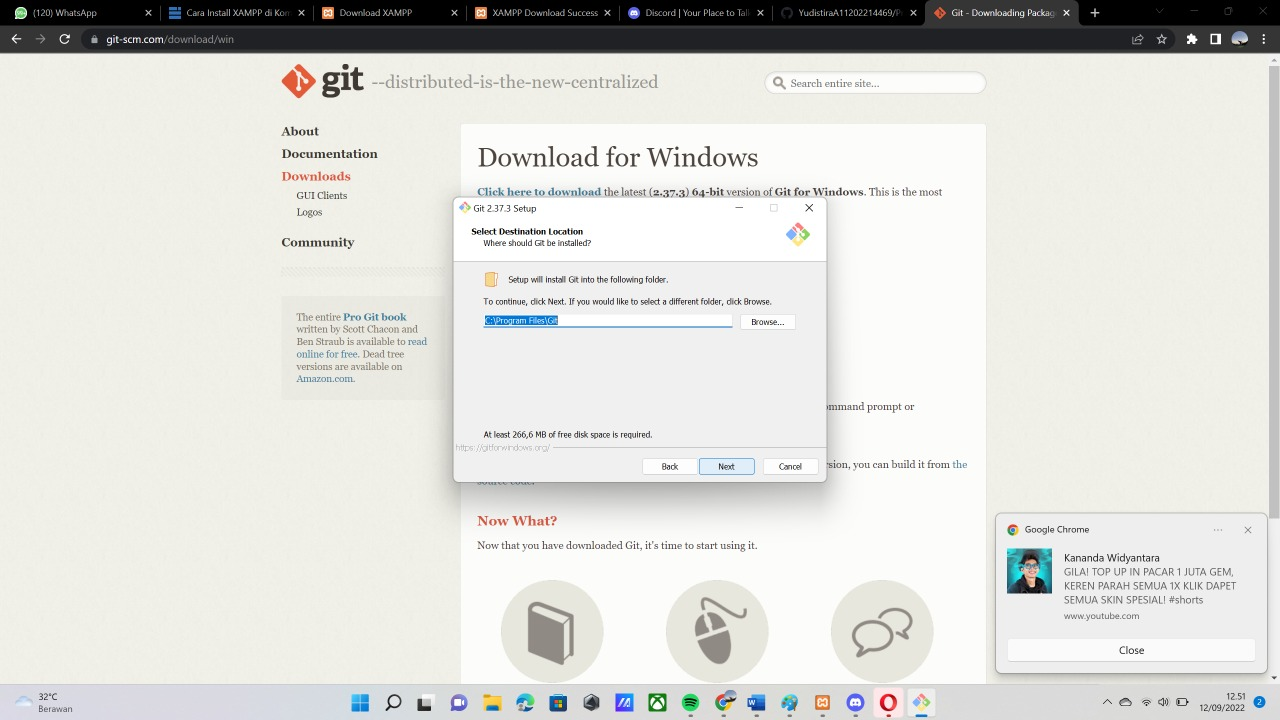 (120) WhatsApp
Cara Install XAMPP di Kom
Download XAMPP
XAMPP Download Success
Discord | Your Place to Talk
YudistiraA11202214469/P
Git - Downloading Package
git-scm.com/download/win
git --distributed-is-the-new-centralized
Search entire site...
About
Documentation
Downloads
GUI Clients
Logos
Community
The entire Pro Git book
written by Scott Chacon and
Ben Straub is available to read
online for free. Dead tree
versions are available on
Amazon.com.
Download for Windows
Click here to download the latest (2.37.3) 64-bit version of Git for Windows. This is the most
Git 2.37.3 Setup
Select Destination Location
Where should Git be installed?
Setup will install Git into the following folder.
To continue, click Next. If you would like to select a different folder, click Browse.
C:\Program Files\Git
Browse...
At least 266,6 MB of free disk space is required.
https://gitforwindows.org/
Back
Next
Cancel
mmand prompt or
rsion, you can build it from the
source code.
Now What?
Now that you have downloaded Git, it's time to start using it.
Google Chrome
Kananda Widyantara
GILA! TOP UP IN PACAR 1 JUTA GEM,
KEREN PARAH SEMUA 1X KLIK DAPET
SEMUA SKIN SPESIAL! #shorts
www.youtube.com
Close
32°C
Berawan
12.51
12/09/2022
2